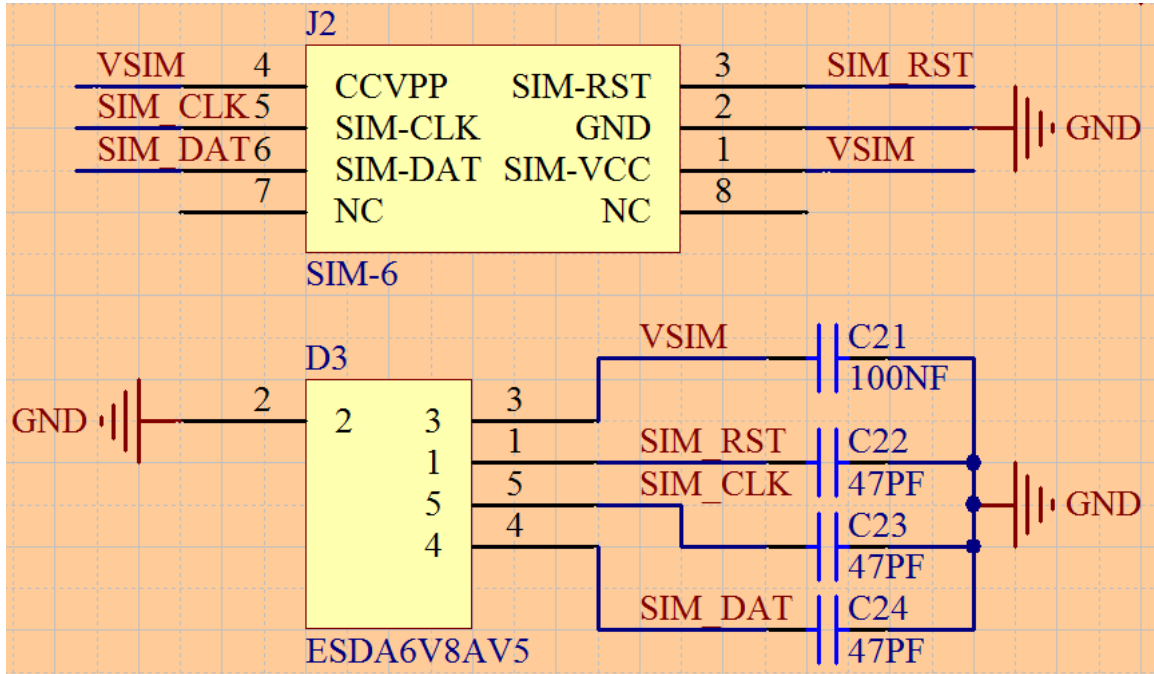 J2
VSIM 4 CCVPP SIM-RST 3 SIM_RST
SIM_CLK 5 SIM-CLK GND 2 GND
SIM_DAT 6 SIM-DAT SIM-VCC 1 VSIM
7 NC NC 8
SIM-6
D3
VSIM C21
100NF
GND 2 2 3 3
1 1 SIM_RST C22
47PF
5 5 SIM_CLK GND
C23
4 4 47PF
SIM_DAT C24
ESDA6V8AV5 47PF